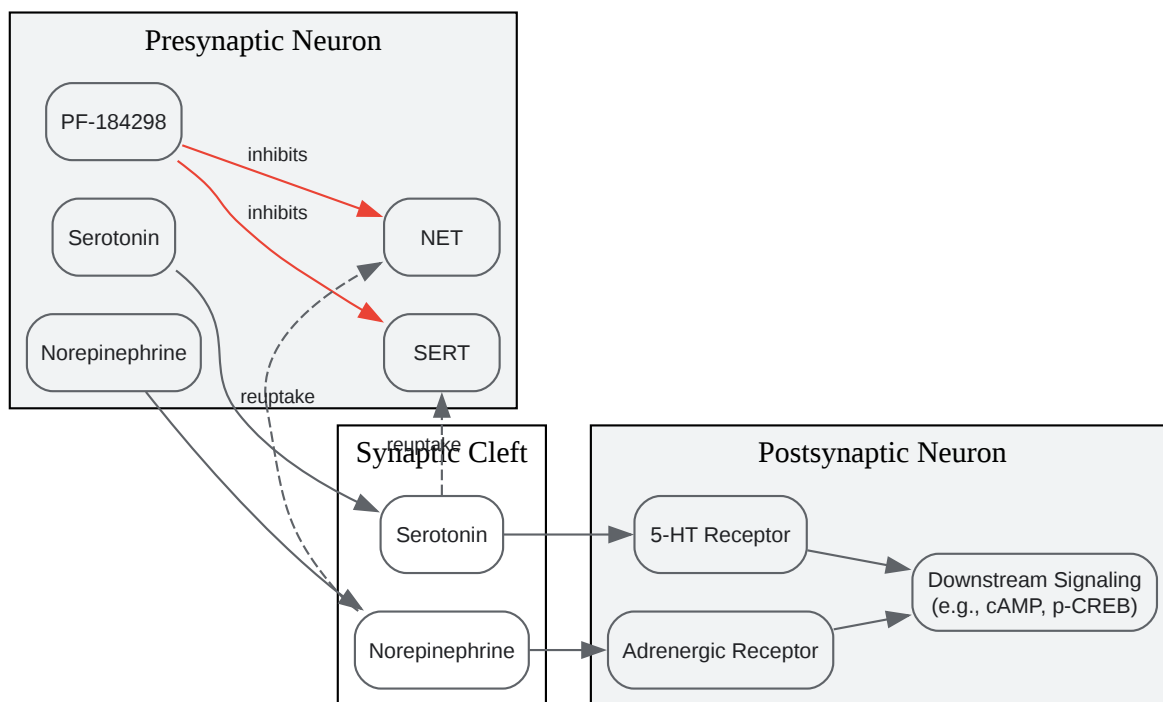 Presynaptic Neuron
PF-184298
inhibits
inhibits
Serotonin
NET
Norepinephrine
SERT
reuptake
reuptake
Synaptic Cleft
Serotonin
Norepinephrine
Postsynaptic Neuron
5-HT Receptor
Adrenergic Receptor
Downstream Signaling
(e.g., cAMP, p-CREB)